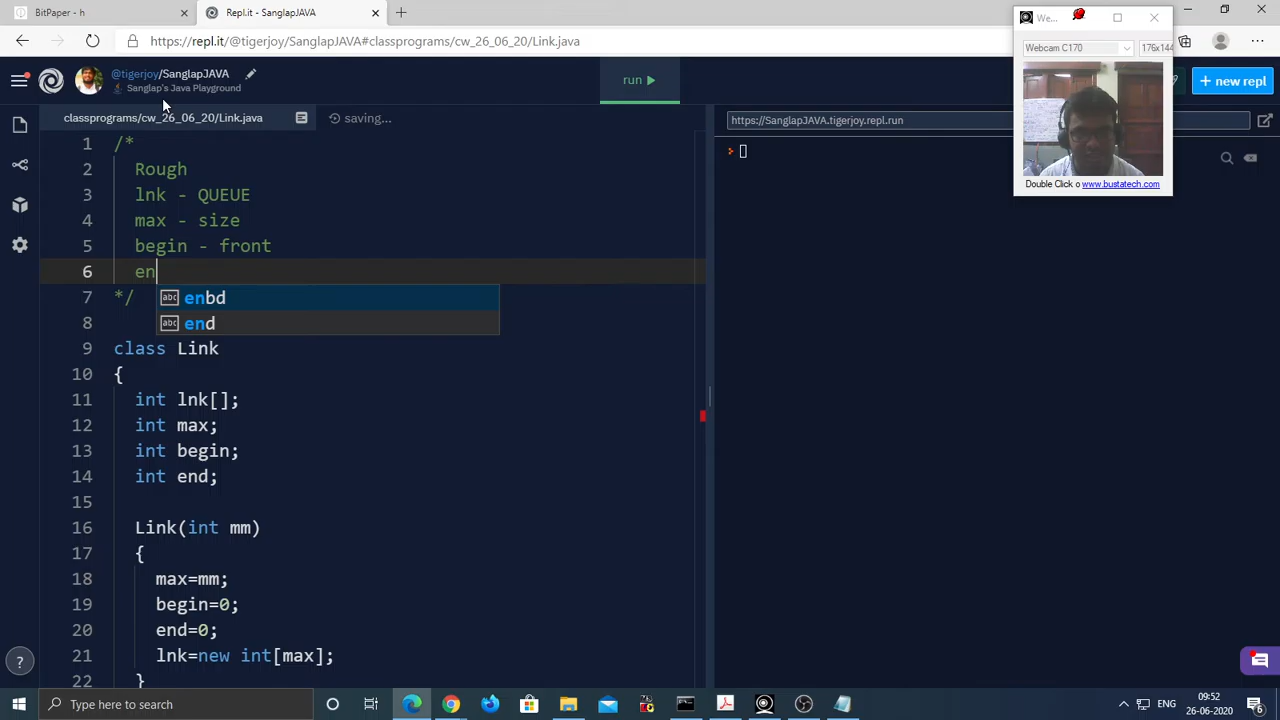 BitPaper - h
Repl.it - SanglapJAVA
https://repl.it/@tigerjoy/SanglapJAVA#classprograms/cw_26_06_20/Link.java
@tigerjoy/SanglapJAVA
Sanglap's Java Playground
run
+ new repl
classprograms/cw_26_06_20/Link.java
saving...
1 /*
2 Rough
3 lnk - QUEUE
4 max - size
5 begin - front
6 en
7 */
enbd
end
8
9 class Link
10 {
11 int lnk[];
12 int max;
13 int begin;
14 int end;
15
16 Link(int mm)
17 {
18 max=mm;
19 begin=0;
20 end=0;
21 lnk=new int[max];
22 }
https://SanglapJAVA.tigerjoy.repl.run
We...
Webcam C170
176x144
Double Click o www.bustatech.com
?
Type here to search
ENG
09:52
26-06-2020
6